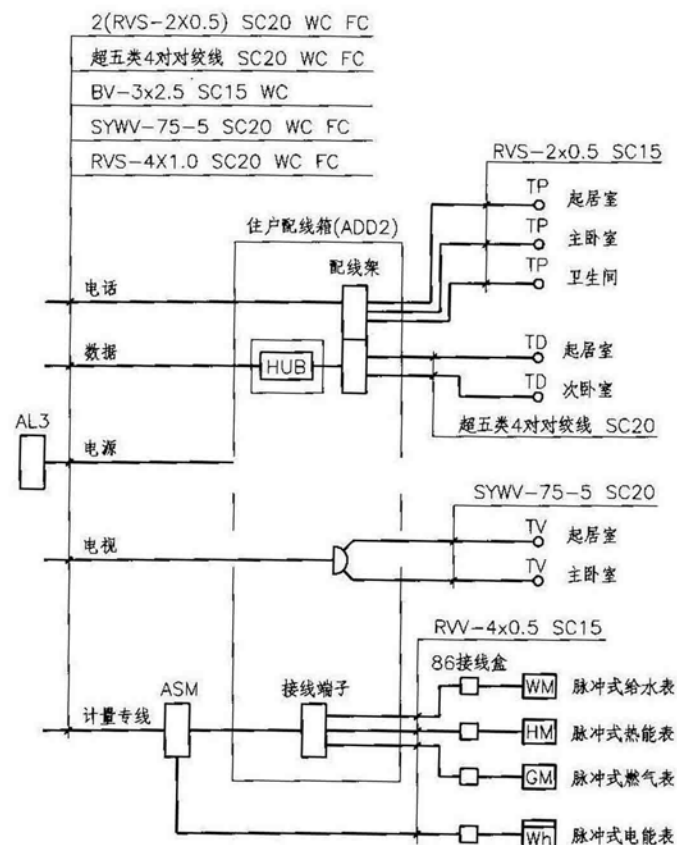 2(RVS-2X0.5) SC20 WC FC
超五类4对对绞线 SC20 WC FC
BV-3x2.5 SC15 WC
SYWV-75-5 SC20 WC FC
RVS-4X1.0 SC20 WC FC
RVS-2x0.5 SC15
住户配线箱(ADD2)
配线架
TP 起居室
TP 主卧室
TP 卫生间
电话
数据
HUB
TD 起居室
TD 次卧室
超五类4对对绞线 SC20
AL3
电源
SYWV-75-5 SC20
电视
TV 起居室
TV 主卧室
RVV-4x0.5 SC15
86接线盒
计量专线
ASM
接线端子
WM 脉冲式给水表
HM 脉冲式热能表
GM 脉冲式燃气表
Wh 脉冲式电能表